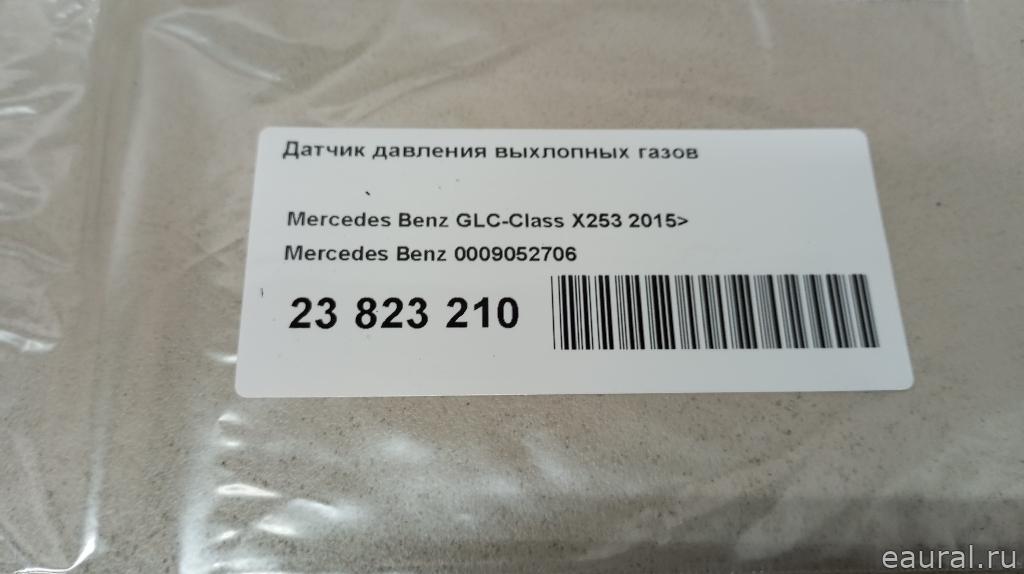 Датчик давления выхлопных газов
Mercedes Benz GLC-Class X253 2015>
Mercedes Benz 0009052706
23 823 210
eaural.ru